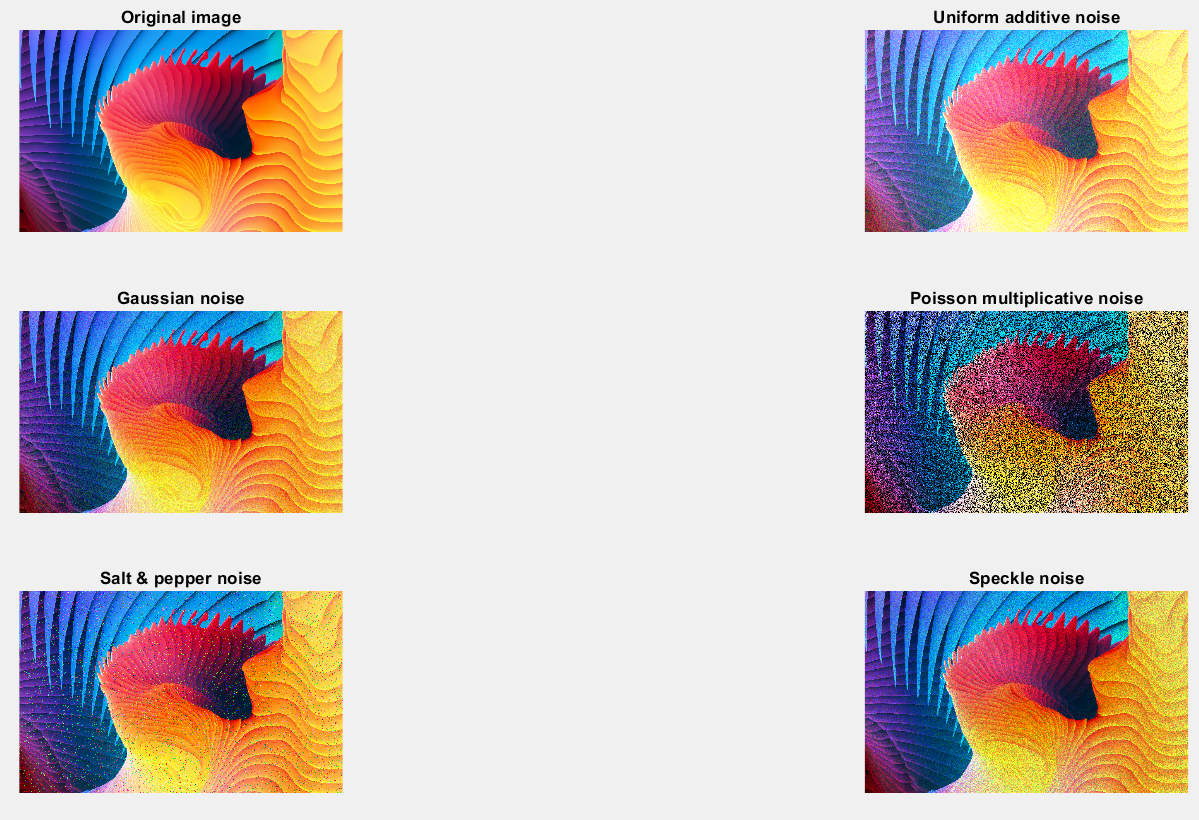 Original image
Uniform additive noise
Gaussian noise
Poisson multiplicative noise
Salt & pepper noise
Speckle noise